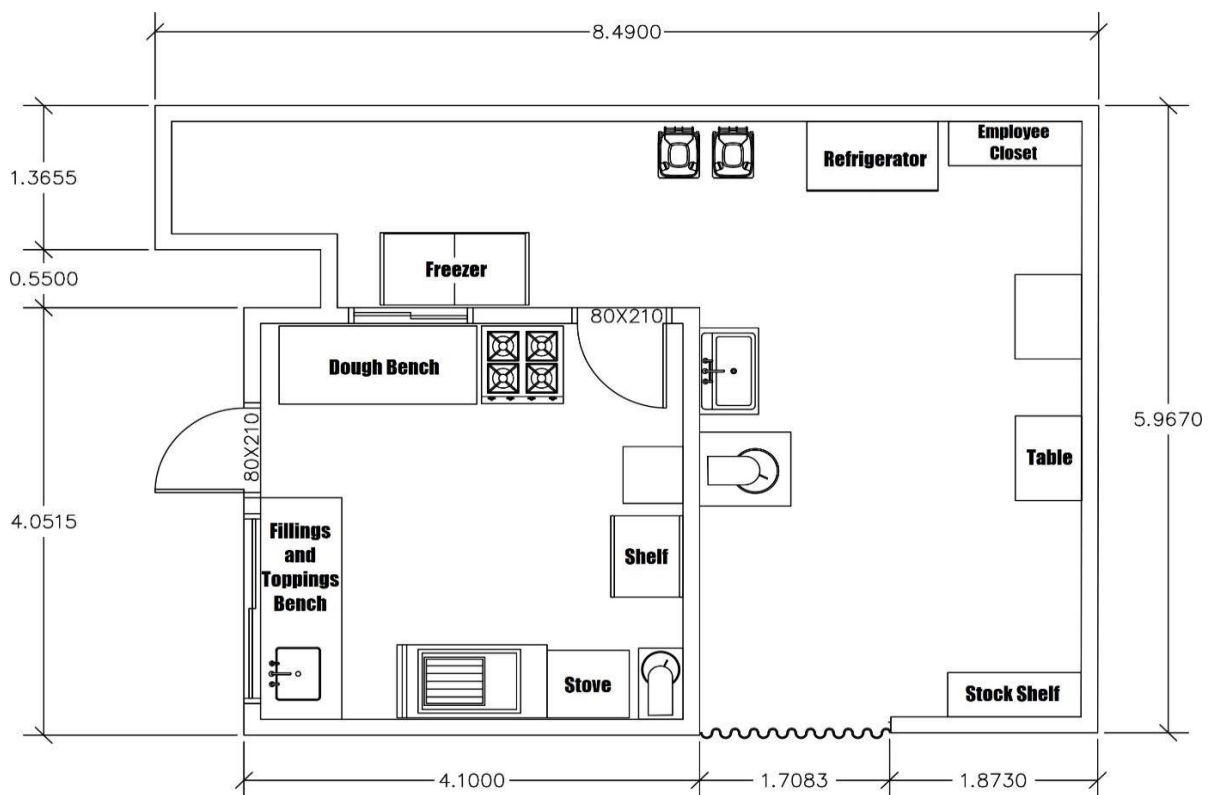 8.4900
1.3655
0.5500
4.0515
5.9670
Employee
Closet
Refrigerator
Freezer
80X210
Dough Bench
80X210
Table
Fillings
and
Toppings
Bench
Shelf
Stove
Stock Shelf
4.1000
1.7083
1.8730